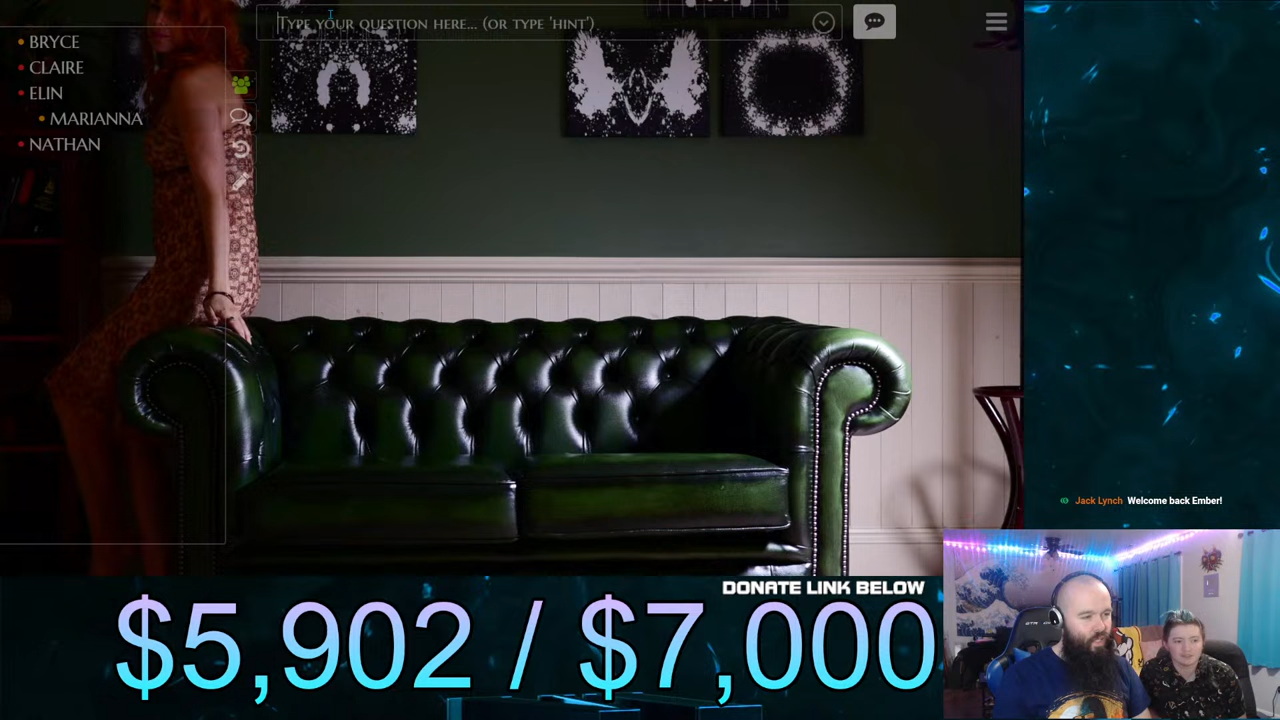 Type your question here... (or type 'hint')
BRYCE
CLAIRE
ELIN
MARIANNA
NATHAN
Jack Lynch Welcome back Ember!
DONATE LINK BELOW
$5,902 / $7,000